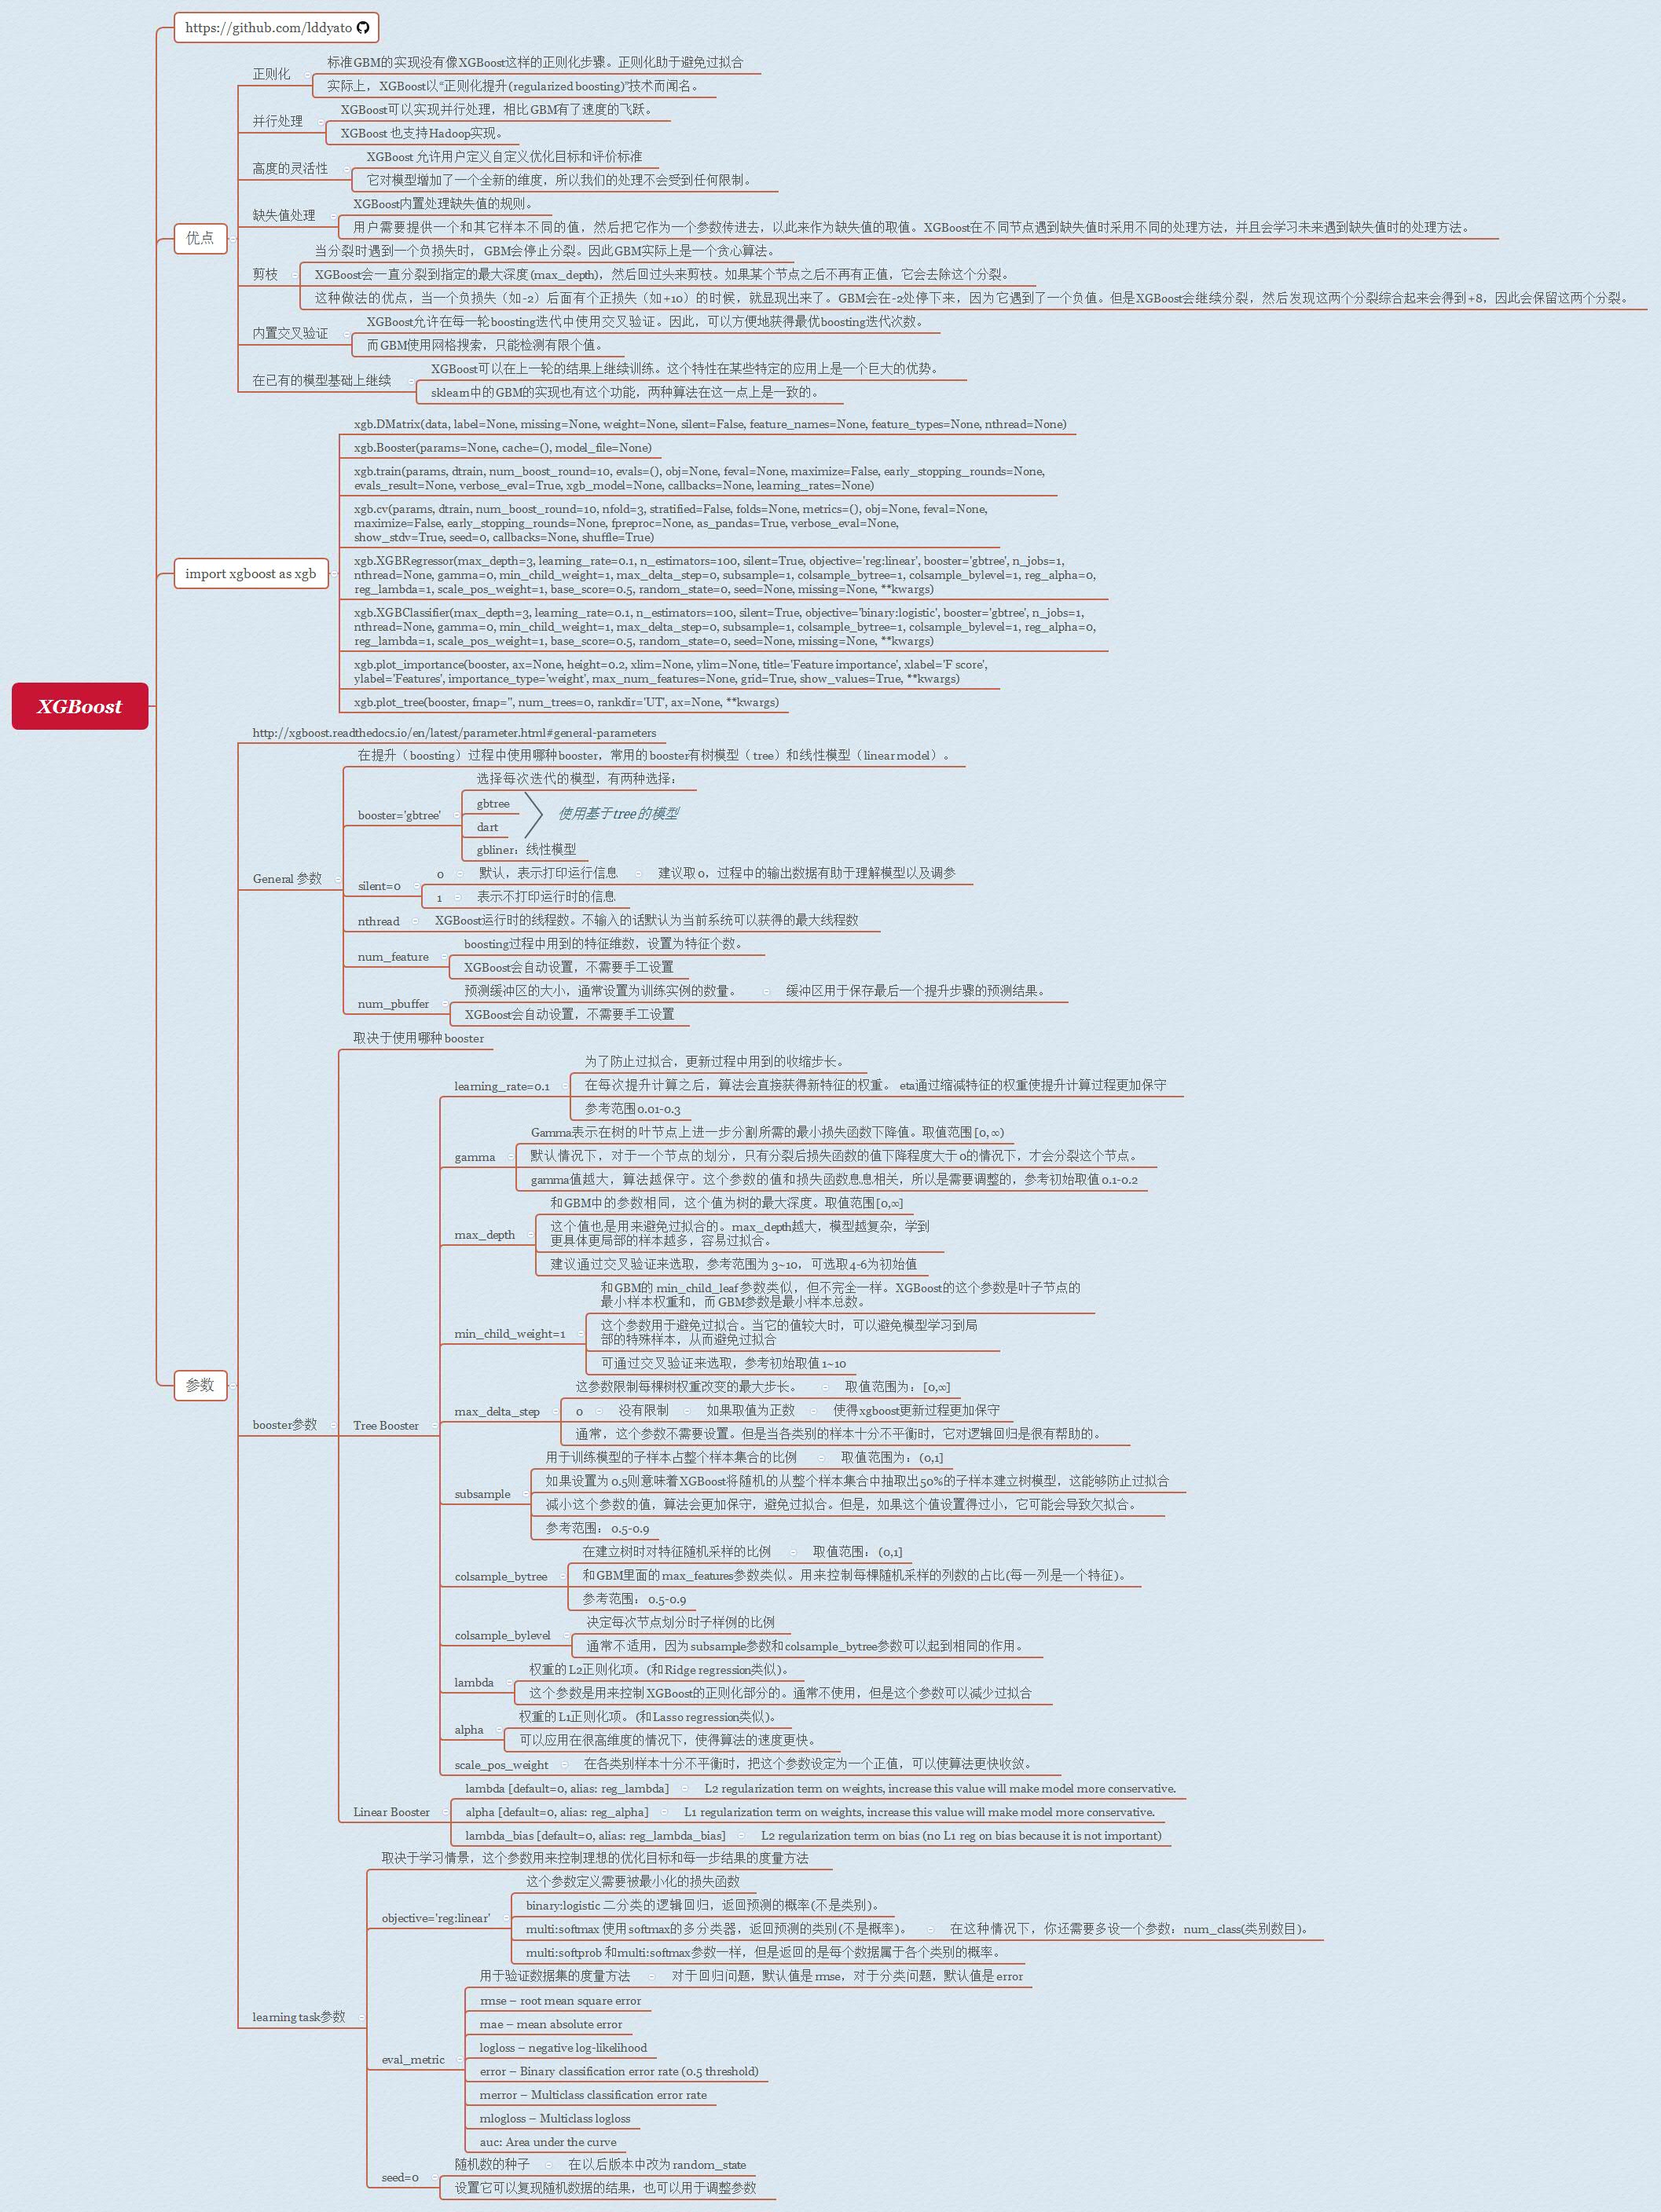 https://github.com/lddyato
正则化
标准GBM的实现没有像XGBoost这样的正则化步骤。正则化助于避免过拟合
实际上，XGBoost以“正则化提升(regularized boosting)”技术而闻名。
并行处理
XGBoost可以实现并行处理，相比GBM有了速度的飞跃。
XGBoost 也支持Hadoop实现。
高度的灵活性
XGBoost 允许用户定义自定义优化目标和评价标准
它对模型增加了一个全新的维度，所以我们的处理不会受到任何限制。
优点
缺失值处理
XGBoost内置处理缺失值的规则。
用户需要提供一个和其它样本不同的值，然后把它作为一个参数传进去，以此来作为缺失值的取值。XGBoost在不同节点遇到缺失值时采用不同的处理方法，并且会学习未来遇到缺失值时的处理方法。
剪枝
当分裂时遇到一个负损失时，GBM会停止分裂。因此GBM实际上是一个贪心算法。
XGBoost会一直分裂到指定的最大深度(max_depth)，然后回过头来剪枝。如果某个节点之后不再有正值，它会去除这个分裂。
这种做法的优点，当一个负损失（如-2）后面有个正损失（如+10）的时候，就显现出来了。GBM会在-2处停下来，因为它遇到了一个负值。但是XGBoost会继续分裂，然后发现这两个分裂综合起来会得到+8，因此会保留这两个分裂。
内置交叉验证
XGBoost允许在每一轮boosting迭代中使用交叉验证。因此，可以方便地获得最优boosting迭代次数。
而GBM使用网格搜索，只能检测有限个值。
在已有的模型基础上继续
XGBoost可以在上一轮的结果上继续训练。这个特性在某些特定的应用上是一个巨大的优势。
sklearn中的GBM的实现也有这个功能，两种算法在这一点上是一致的。
import xgboost as xgb
xgb.DMatrix(data, label=None, missing=None, weight=None, silent=False, feature_names=None, feature_types=None, nthread=None)
xgb.Booster(params=None, cache=(), model_file=None)
xgb.train(params, dtrain, num_boost_round=10, evals=(), obj=None, feval=None, maximize=False, early_stopping_rounds=None,
evals_result=None, verbose_eval=True, xgb_model=None, callbacks=None, learning_rates=None)
xgb.cv(params, dtrain, num_boost_round=10, nfold=3, stratified=False, folds=None, metrics=(), obj=None, feval=None,
maximize=False, early_stopping_rounds=None, fpreproc=None, as_pandas=True, verbose_eval=None,
show_stdv=True, seed=0, callbacks=None, shuffle=True)
xgb.XGBRegressor(max_depth=3, learning_rate=0.1, n_estimators=100, silent=True, objective='reg:linear', booster='gbtree', n_jobs=1,
nthread=None, gamma=0, min_child_weight=1, max_delta_step=0, subsample=1, colsample_bytree=1, colsample_bylevel=1, reg_alpha=0,
reg_lambda=1, scale_pos_weight=1, base_score=0.5, random_state=0, seed=None, missing=None, **kwargs)
xgb.XGBClassifier(max_depth=3, learning_rate=0.1, n_estimators=100, silent=True, objective='binary:logistic', booster='gbtree', n_jobs=1,
nthread=None, gamma=0, min_child_weight=1, max_delta_step=0, subsample=1, colsample_bytree=1, colsample_bylevel=1, reg_alpha=0,
reg_lambda=1, scale_pos_weight=1, base_score=0.5, random_state=0, seed=None, missing=None, **kwargs)
xgb.plot_importance(booster, ax=None, height=0.2, xlim=None, ylim=None, title='Feature importance', xlabel='F score',
ylabel='Features', importance_type='weight', max_num_features=None, grid=True, show_values=True, **kwargs)
xgb.plot_tree(booster, fmap='', num_trees=0, rankdir='UT', ax=None, **kwargs)
XGBoost
http://xgboost.readthedocs.io/en/latest/parameter.html#general-parameters
General 参数
在提升（boosting）过程中使用哪种booster，常用的booster有树模型（tree）和线性模型（linear model）。
booster='gbtree'
选择每次迭代的模型，有两种选择：
gbtree
dart
使用基于tree的模型
gbliner：线性模型
silent=0
0 默认，表示打印运行信息 建议取0，过程中的输出数据有助于理解模型以及调参
1 表示不打印运行时的信息
nthread XGBoost运行时的线程数。不输入的话默认为当前系统可以获得的最大线程数
num_feature
boosting过程中用到的特征维数，设置为特征个数。
XGBoost会自动设置，不需要手工设置
num_pbuffer
预测缓冲区的大小，通常设置为训练实例的数量。 缓冲区用于保存最后一个提升步骤的预测结果。
XGBoost会自动设置，不需要手工设置
参数
booster参数
取决于使用哪种booster
Tree Booster
learning_rate=0.1
为了防止过拟合，更新过程中用到的收缩步长。
在每次提升计算之后，算法会直接获得新特征的权重。 eta通过缩减特征的权重使提升计算过程更加保守
参考范围0.01-0.3
gamma
Gamma表示在树的叶节点上进一步分割所需的最小损失函数下降值。取值范围[0, ∞)
默认情况下，对于一个节点的划分，只有分裂后损失函数的值下降程度大于0的情况下，才会分裂这个节点。
gamma值越大，算法越保守。这个参数的值和损失函数息息相关，所以是需要调整的，参考初始取值0.1-0.2
max_depth
和GBM中的参数相同，这个值为树的最大深度。取值范围[0,∞]
这个值也是用来避免过拟合的。max_depth越大，模型越复杂，学到
更具体更局部的样本越多，容易过拟合。
建议通过交叉验证来选取，参考范围为3~10，可选取4-6为初始值
min_child_weight=1
和GBM的 min_child_leaf 参数类似，但不完全一样。XGBoost的这个参数是叶子节点的
最小样本权重和，而GBM参数是最小样本总数。
这个参数用于避免过拟合。当它的值较大时，可以避免模型学习到局
部的特殊样本，从而避免过拟合
可通过交叉验证来选取，参考初始取值1~10
max_delta_step
这参数限制每棵树权重改变的最大步长。 取值范围为：[0,∞]
0 没有限制 如果取值为正数 使得xgboost更新过程更加保守
通常，这个参数不需要设置。但是当各类别的样本十分不平衡时，它对逻辑回归是很有帮助的。
subsample
用于训练模型的子样本占整个样本集合的比例 取值范围为：(0,1]
如果设置为0.5则意味着XGBoost将随机的从整个样本集合中抽取出50%的子样本建立树模型，这能够防止过拟合
减小这个参数的值，算法会更加保守，避免过拟合。但是，如果这个值设置得过小，它可能会导致欠拟合。
参考范围：0.5-0.9
colsample_bytree
在建立树时对特征随机采样的比例 取值范围：(0,1]
和GBM里面的max_features参数类似。用来控制每棵随机采样的列数的占比(每一列是一个特征)。
参考范围：0.5-0.9
colsample_bylevel
决定每次节点划分时子样例的比例
通常不适用，因为subsample参数和colsample_bytree参数可以起到相同的作用。
lambda
权重的L2正则化项。(和Ridge regression类似)。
这个参数是用来控制XGBoost的正则化部分的。通常不使用，但是这个参数可以减少过拟合
alpha
权重的L1正则化项。(和Lasso regression类似)。
可以应用在很高维度的情况下，使得算法的速度更快。
scale_pos_weight 在各类别样本十分不平衡时，把这个参数设定为一个正值，可以使算法更快收敛。
Linear Booster
lambda [default=0, alias: reg_lambda] L2 regularization term on weights, increase this value will make model more conservative.
alpha [default=0, alias: reg_alpha] L1 regularization term on weights, increase this value will make model more conservative.
lambda_bias [default=0, alias: reg_lambda_bias] L2 regularization term on bias (no L1 reg on bias because it is not important)
learning task参数
取决于学习情景，这个参数用来控制理想的优化目标和每一步结果的度量方法
objective='reg:linear'
这个参数定义需要被最小化的损失函数
binary:logistic 二分类的逻辑回归，返回预测的概率(不是类别)。
multi:softmax 使用softmax的多分类器，返回预测的类别(不是概率)。 在这种情况下，你还需要多设一个参数：num_class(类别数目)。
multi:softprob 和multi:softmax参数一样，但是返回的是每个数据属于各个类别的概率。
eval_metric
用于验证数据集的度量方法 对于回归问题，默认值是rmse，对于分类问题，默认值是error
rmse – root mean square error
mae – mean absolute error
logloss – negative log-likelihood
error – Binary classification error rate (0.5 threshold)
merror – Multiclass classification error rate
mlogloss – Multiclass logloss
auc: Area under the curve
seed=0
随机数的种子 在以后版本中改为random_state
设置它可以复现随机数据的结果，也可以用于调整参数